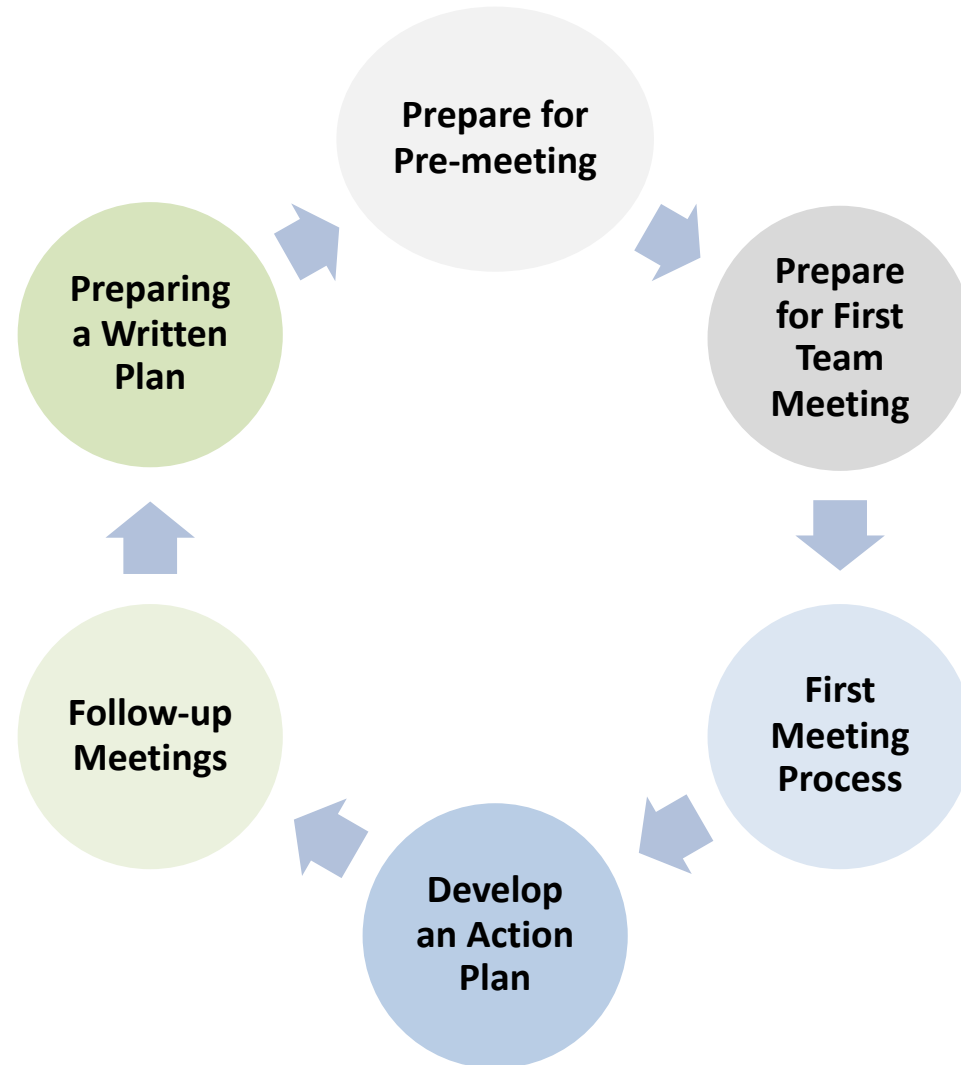 Prepare for
Pre-meeting
Prepare
for First
Team
Meeting
First
Meeting
Process
Develop
an Action
Plan
Follow-up
Meetings
Preparing
a Written
Plan